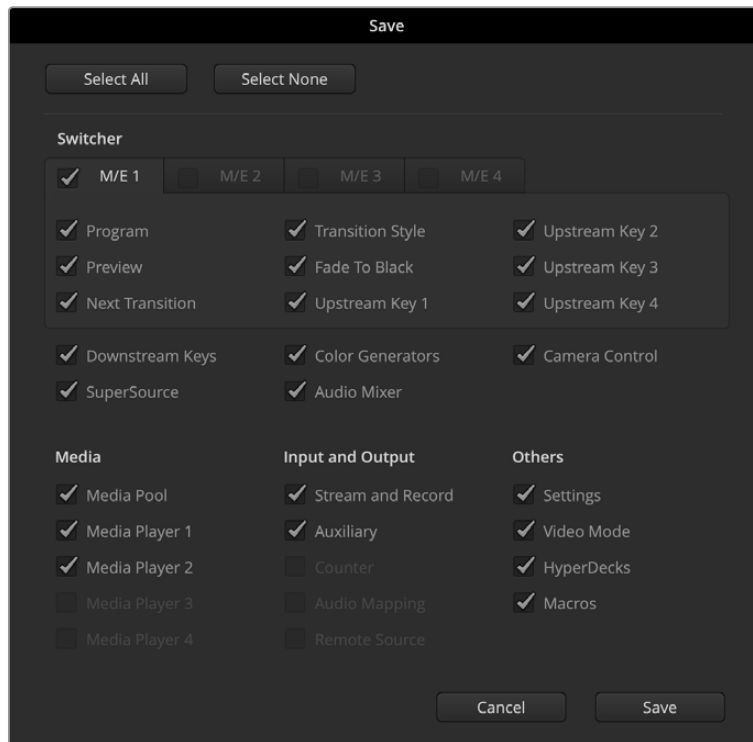 Save
Select All Select None
Switcher
M/E 1 M/E 2 M/E 3 M/E 4
Program Transition Style Upstream Key 2
Preview Fade To Black Upstream Key 3
Next Transition Upstream Key 1 Upstream Key 4
Downstream Keys Color Generators Camera Control
SuperSource Audio Mixer
Media Input and Output Others
Media Pool Stream and Record Settings
Media Player 1 Auxiliary Video Mode
Media Player 2 Counter HyperDecks
Media Player 3 Audio Mapping Macros
Media Player 4 Remote Source
Cancel Save